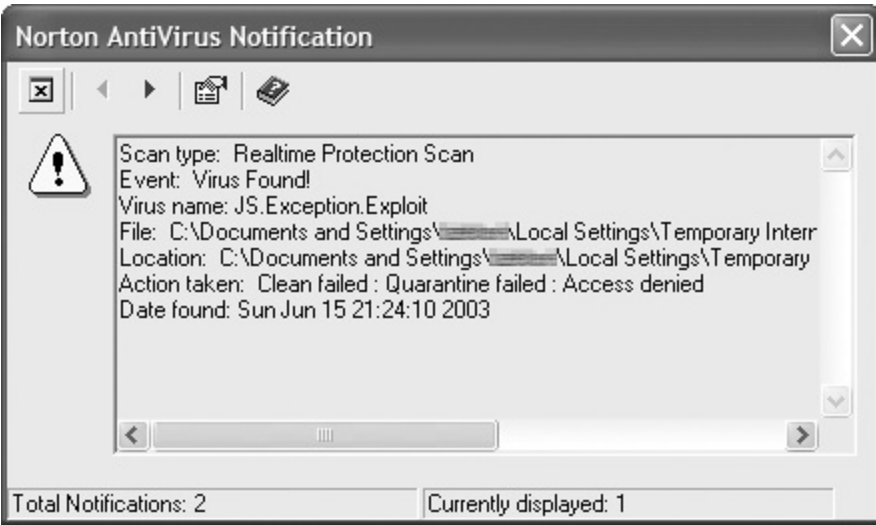 Norton AntiVirus Notification
Scan type: Realtime Protection Scan
Event: Virus Found!
Virus name: JS.Exception.Exploit
File: C:\Documents and Settings\ \Local Settings\Temporary Intern
Location: C:\Documents and Settings\ \Local Settings\Temporary
Action taken: Clean failed : Quarantine failed : Access denied
Date found: Sun Jun 15 21:24:10 2003
Total Notifications: 2
Currently displayed: 1